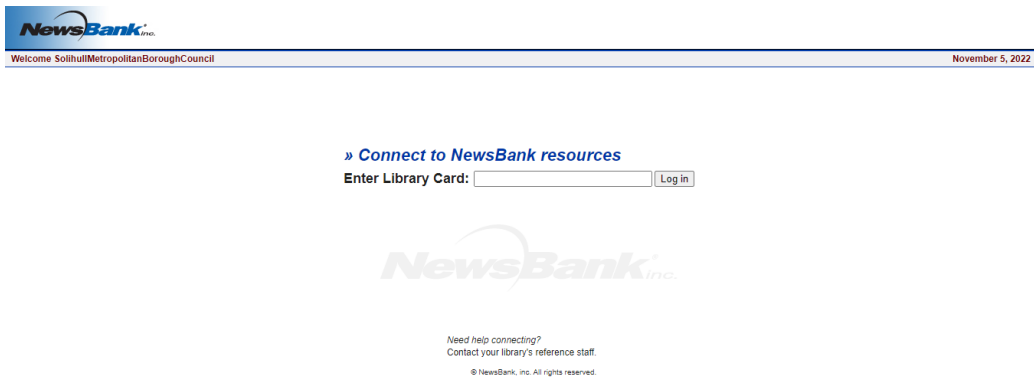 NewsBank inc.
Welcome SolihullMetropolitanBoroughCouncil
November 5, 2022
» Connect to NewsBank resources
Enter Library Card: Log in
NewsBank inc.
Need help connecting?
Contact your library's reference staff.
© NewsBank, inc. All rights reserved.